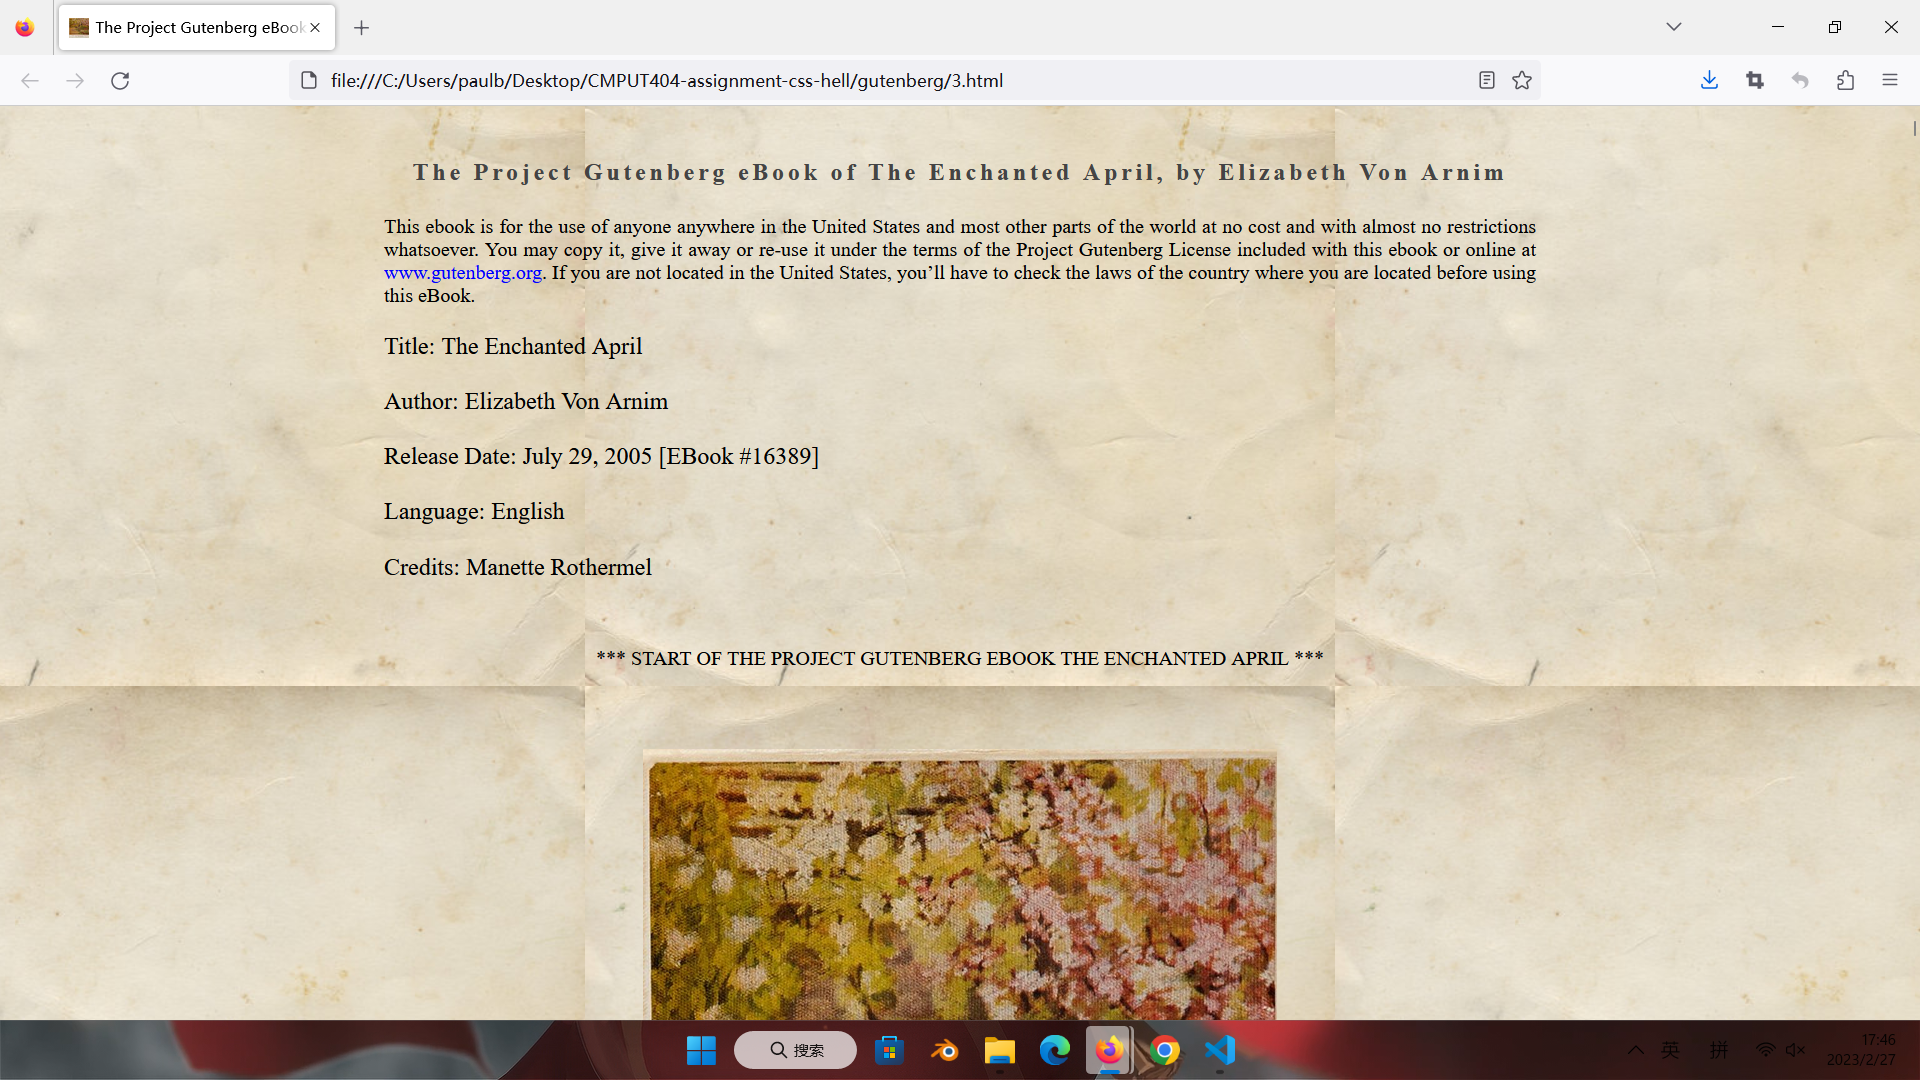 The Project Gutenberg eBook
file:///C:/Users/paulb/Desktop/CMPUT404-assignment-css-hell/gutenberg/3.html
The Project Gutenberg eBook of The Enchanted April, by Elizabeth Von Arnim
This ebook is for the use of anyone anywhere in the United States and most other parts of the world at no cost and with almost no restrictions
whatsoever. You may copy it, give it away or re-use it under the terms of the Project Gutenberg License included with this ebook or online at
www.gutenberg.org. If you are not located in the United States, you’ll have to check the laws of the country where you are located before using
this eBook.
Title: The Enchanted April
Author: Elizabeth Von Arnim
Release Date: July 29, 2005 [EBook #16389]
Language: English
Credits: Manette Rothermel
*** START OF THE PROJECT GUTENBERG EBOOK THE ENCHANTED APRIL ***
搜索
英 拼
17:46
2023/2/27